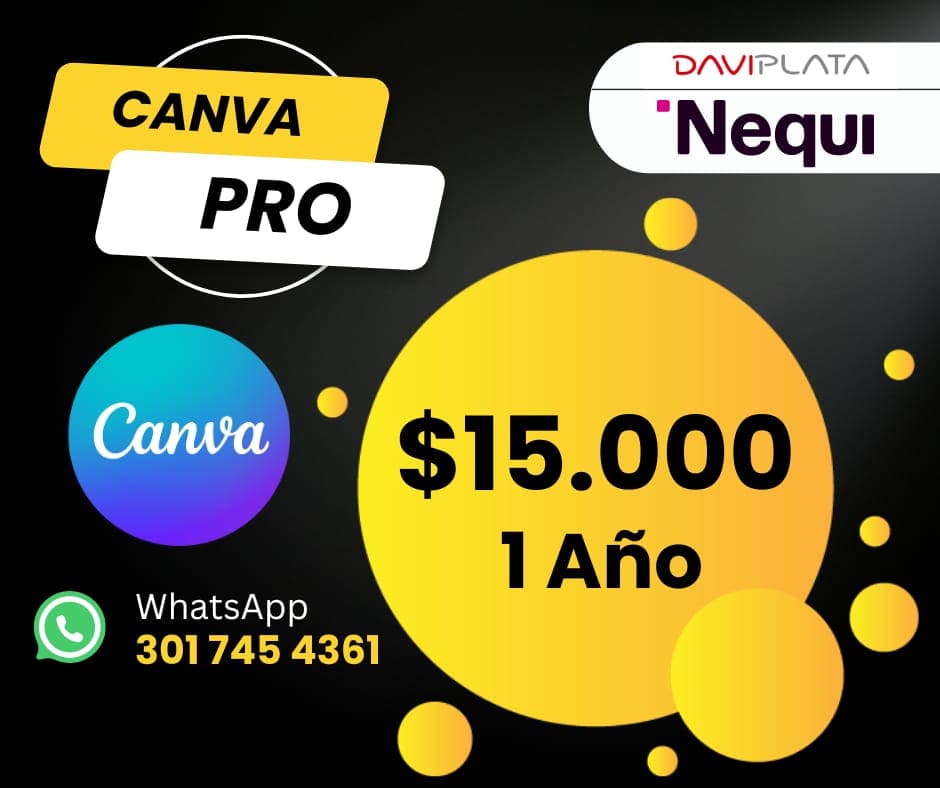 CANVA
PRO
DAVIPLATA
Nequi
Canva
$15.000
1 Año
WhatsApp
301 745 4361